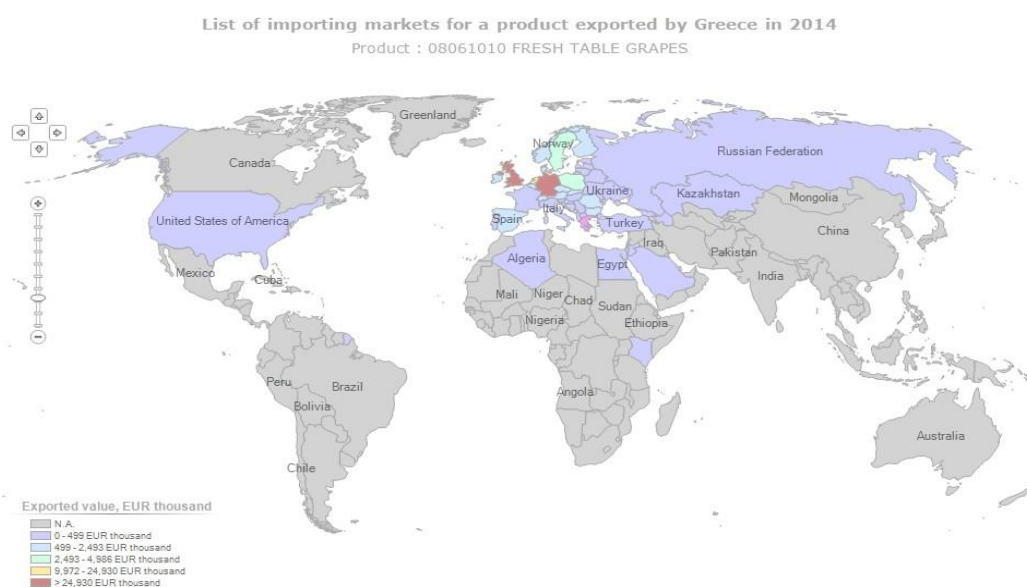 List of importing markets for a product exported by Greece in 2014
Product : 08061010 FRESH TABLE GRAPES
Greenland
Norway
Canada
Russian Federation
Ukraine
Kazakhstan
Mongolia
United States of America
Spain
Italy
Turkey
China
Iraq
Pakistan
Algeria
Egypt
India
Mexico
Cuba
Mali
Niger
Chad
Sudan
Nigeria
Ethiopia
Peru
Brazil
Angola
Bolivia
Australia
Chile
Exported value, EUR thousand
N.A.
0 - 499 EUR thousand
499 - 2,493 EUR thousand
2,493 - 4,986 EUR thousand
9,972 - 24,930 EUR thousand
> 24,930 EUR thousand